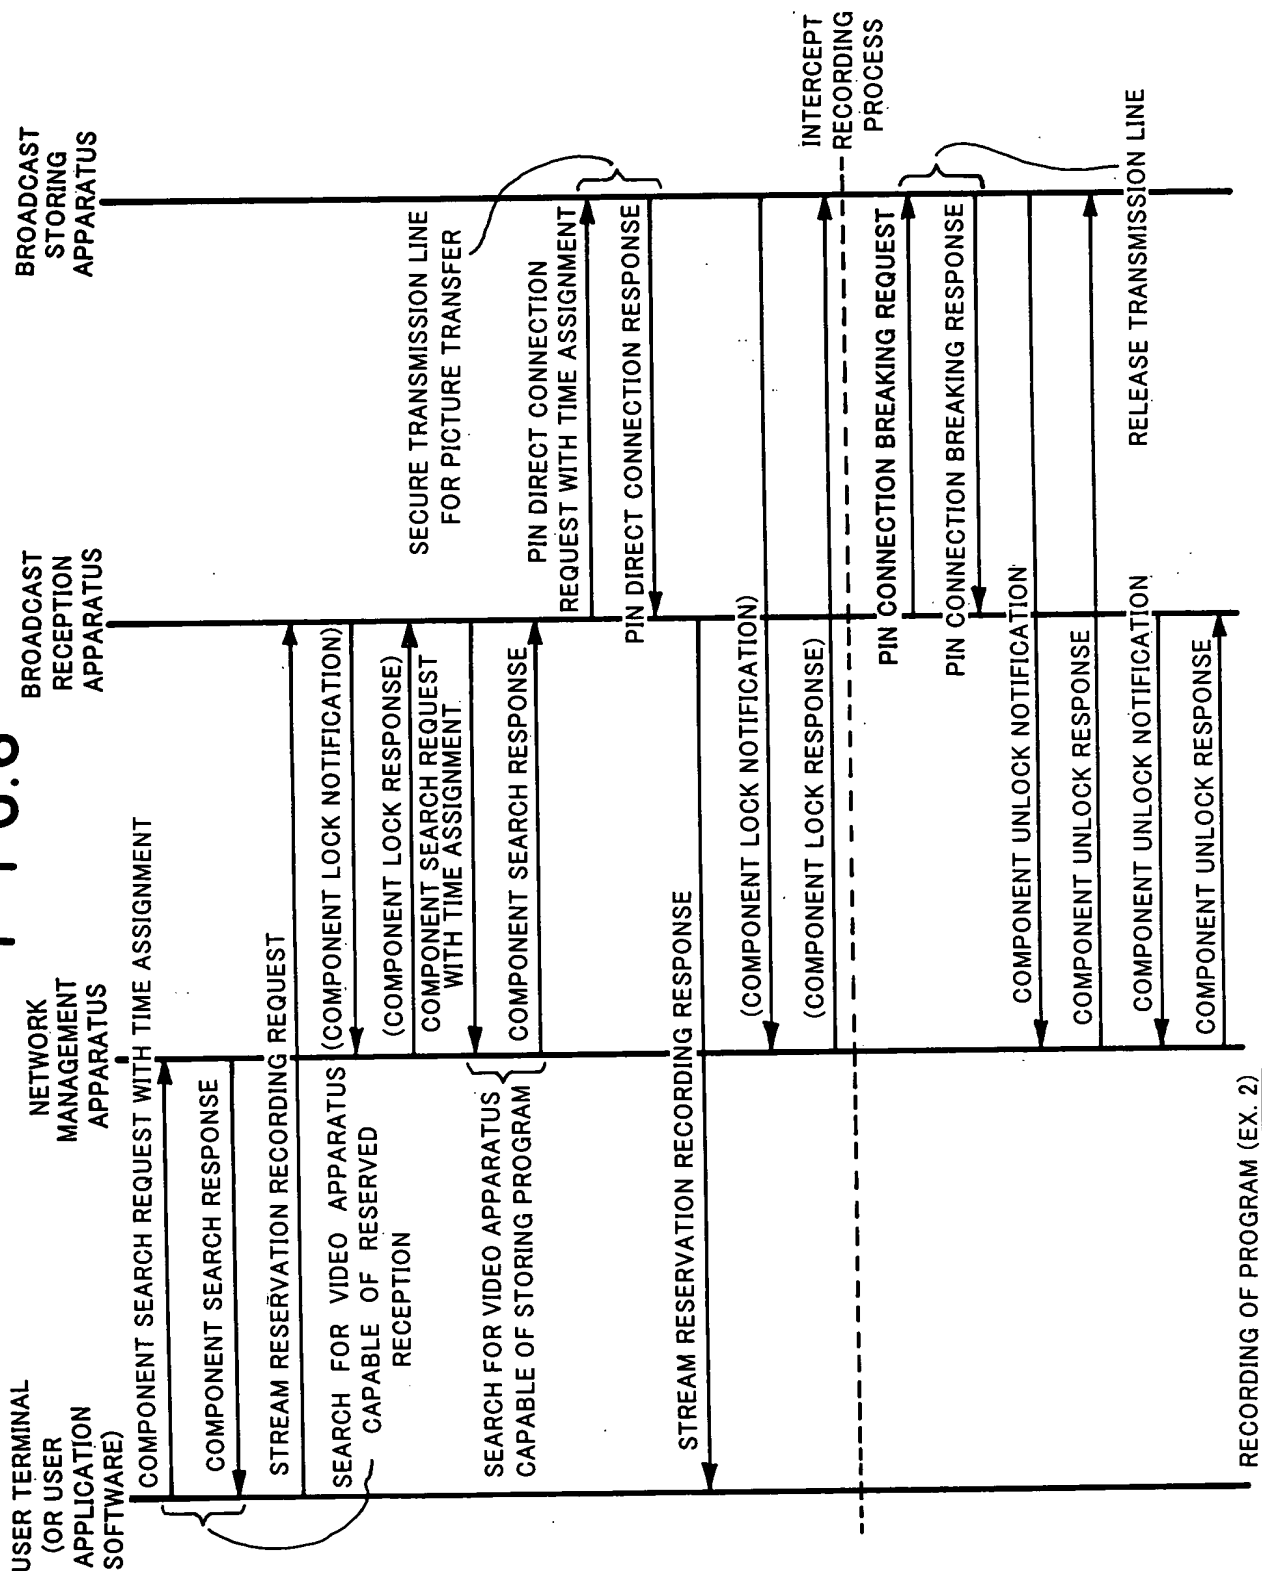 USER TERMINAL
(OR USER
APPLICATION
SOFTWARE)
NETWORK
MANAGEMENT
APPARATUS
BROADCAST
RECEPTION
APPARATUS
BROADCAST
STORING
APPARATUS
COMPONENT SEARCH REQUEST WITH TIME ASSIGNMENT
COMPONENT SEARCH RESPONSE
STREAM RESERVATION RECORDING REQUEST
SEARCH FOR VIDEO APPARATUS
CAPABLE OF RESERVED
RECEPTION
(COMPONENT LOCK NOTIFICATION)
(COMPONENT LOCK RESPONSE)
COMPONENT SEARCH REQUEST
WITH TIME ASSIGNMENT
SECURE TRANSMISSION LINE
FOR PICTURE TRANSFER
SEARCH FOR VIDEO APPARATUS
CAPABLE OF STORING PROGRAM
COMPONENT SEARCH RESPONSE
PIN DIRECT CONNECTION
REQUEST WITH TIME ASSIGNMENT
PIN DIRECT CONNECTION RESPONSE
STREAM RESERVATION RECORDING RESPONSE
(COMPONENT LOCK NOTIFICATION)
(COMPONENT LOCK RESPONSE)
INTERCEPT
RECORDING
PROCESS
PIN CONNECTION BREAKING REQUEST
PIN CONNECTION BREAKING RESPONSE
COMPONENT UNLOCK NOTIFICATION
COMPONENT UNLOCK RESPONSE
RELEASE TRANSMISSION LINE
COMPONENT UNLOCK NOTIFICATION
COMPONENT UNLOCK RESPONSE
RECORDING OF PROGRAM (EX. 2)